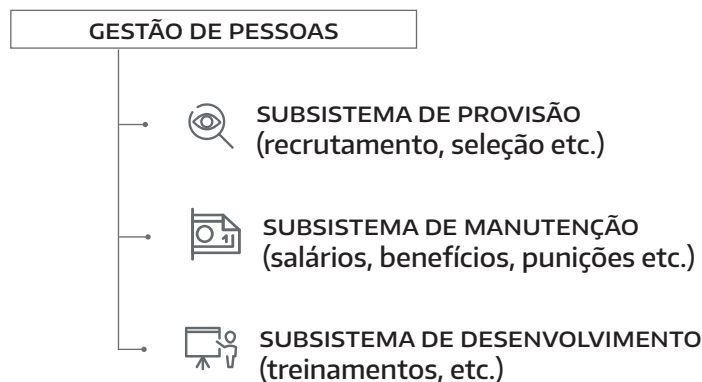 GESTÃO DE PESSOAS
SUBSISTEMA DE PROVISÃO
(recrutamento, seleção etc.)
SUBSISTEMA DE MANUTENÇÃO
(salários, benefícios, punições etc.)
SUBSISTEMA DE DESENVOLVIMENTO
(treinamentos, etc.)